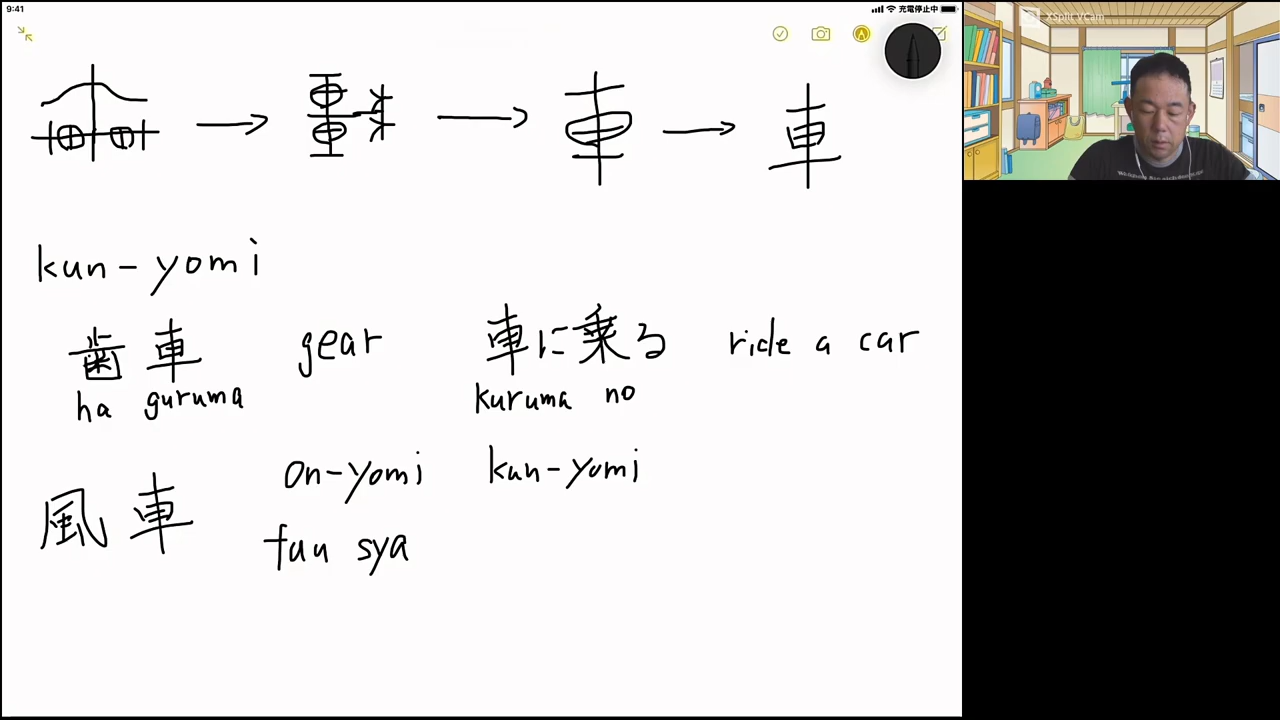 9:41 充電停止中
XSplit VCam
車 → 車
kun-yomi
歯車 gear 車に乗る ride a car
ha guruma kuruma no
on-yomi kun-yomi
風車 fuu sya